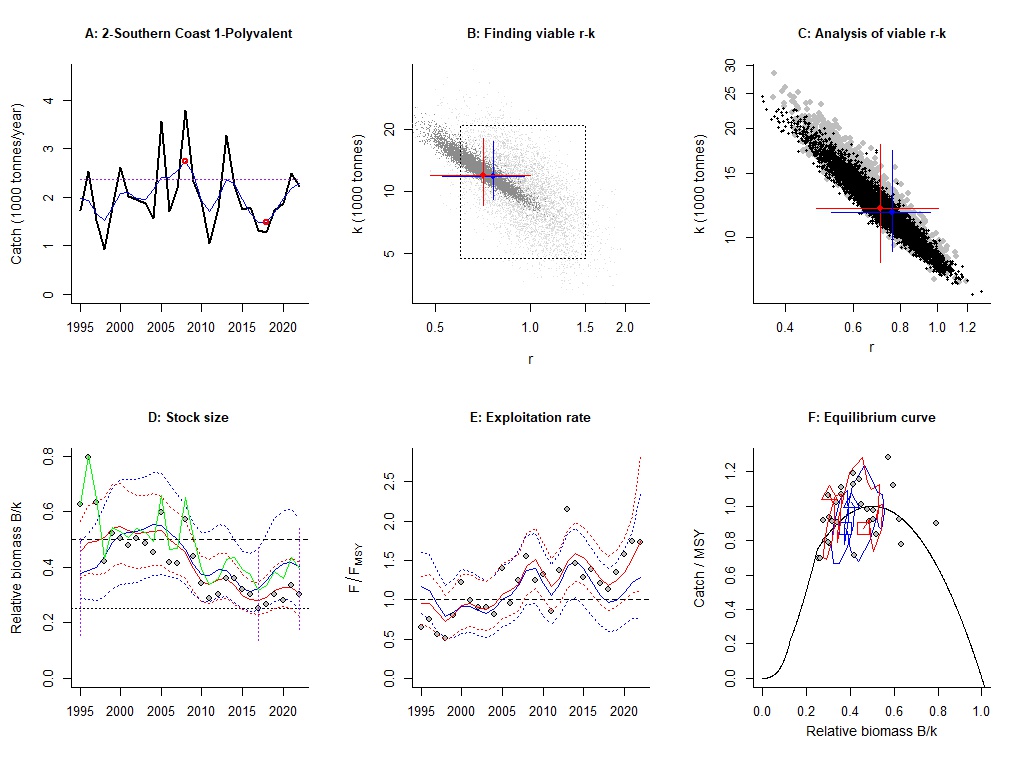 A: 2-Southern Coast 1-Polyvalent
Catch (1000 tonnes/year)
4
3
2
1
0
1995 2000 2005 2010 2015 2020
B: Finding viable r-k
k (1000 tonnes)
20
10
5
0.5 1.0 1.5 2.0
r
C: Analysis of viable r-k
k (1000 tonnes)
30
25
20
15
10
0.4 0.6 0.8 1.0 1.2
r
D: Stock size
Relative biomass B/k
0.8
0.6
0.4
0.2
0.0
1995 2000 2005 2010 2015 2020
E: Exploitation rate
F / FMSY
2.5
2.0
1.5
1.0
0.5
0.0
1995 2000 2005 2010 2015 2020
F: Equilibrium curve
Catch / MSY
1.2
1.0
0.8
0.6
0.4
0.2
0.0
0.0 0.2 0.4 0.6 0.8 1.0
Relative biomass B/k